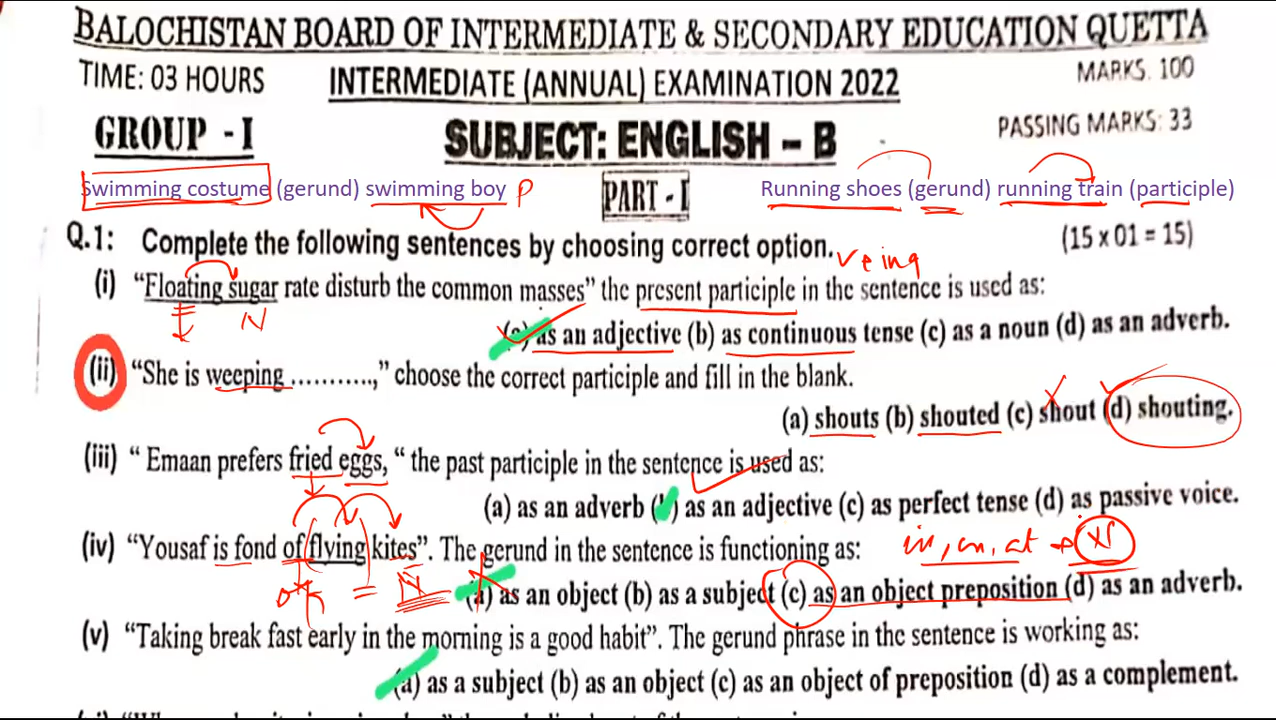 BALOCHISTAN BOARD OF INTERMEDIATE & SECONDARY EDUCATION QUETTA
TIME: 03 HOURS INTERMEDIATE (ANNUAL) EXAMINATION 2022 MARKS. 100
GROUP - I SUBJECT: ENGLISH – B PASSING MARKS: 33
Swimming costume (gerund) swimming boy P PART - I Running shoes (gerund) running train (participle)
Q.1: Complete the following sentences by choosing correct option. (15 x 01 = 15)
V e ing
(i) “Floating sugar rate disturb the common masses” the present participle in the sentence is used as:
N
(a) as an adjective (b) as continuous tense (c) as a noun (d) as an adverb.
(ii) “She is weeping ...........,” choose the correct participle and fill in the blank.
(a) shouts (b) shouted (c) shout (d) shouting.
(iii) “ Emaan prefers fried eggs, “ the past participle in the sentence is used as:
(a) as an adverb (b) as an adjective (c) as perfect tense (d) as passive voice.
(iv) “Yousaf is fond of flying kites”. The gerund in the sentence is functioning as: in, on, at
N
(a) as an object (b) as a subject (c) as an object preposition (d) as an adverb.
(v) “Taking break fast early in the morning is a good habit”. The gerund phrase in the sentence is working as:
(a) as a subject (b) as an object (c) as an object of preposition (d) as a complement.